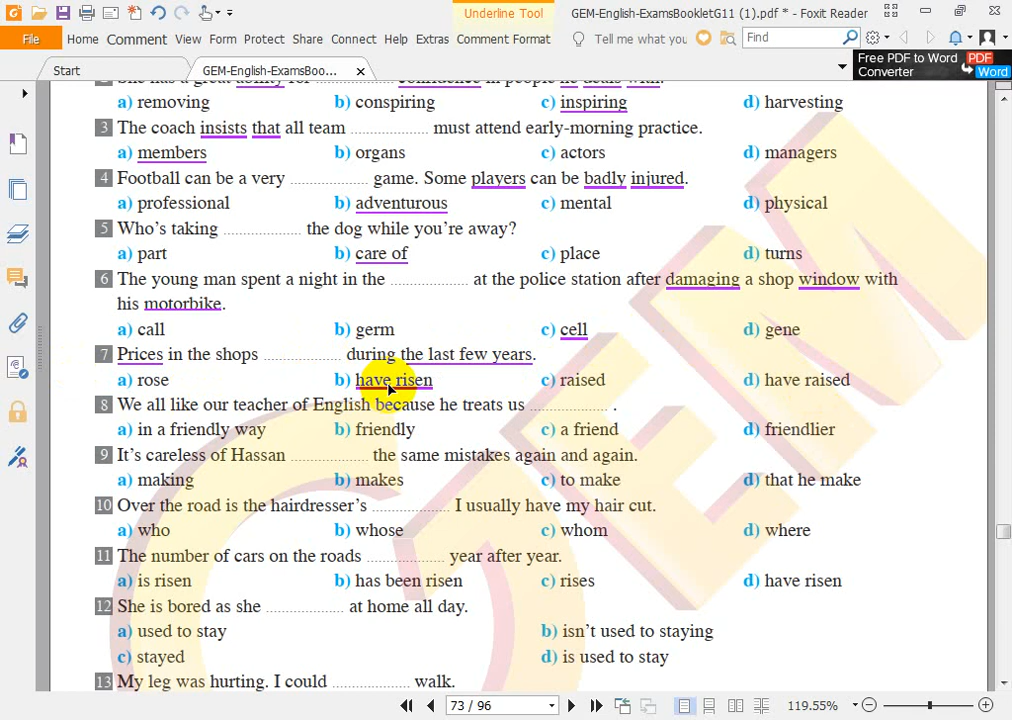 GEM-English-ExamsBookletG11 (1).pdf * - Foxit Reader
Underline Tool
File Home Comment View Form Protect Share Connect Help Extras Comment Format Tell me what you Find
Start GEM-English-ExamsBoo...
Free PDF to Word Converter PDF Word
confidence in people he deals with.
a) removing b) conspiring c) inspiring d) harvesting
3 The coach insists that all team .................. must attend early-morning practice.
a) members b) organs c) actors d) managers
4 Football can be a very .................. game. Some players can be badly injured.
a) professional b) adventurous c) mental d) physical
5 Who's taking .................. the dog while you're away?
a) part b) care of c) place d) turns
6 The young man spent a night in the .................. at the police station after damaging a shop window with
his motorbike.
a) call b) germ c) cell d) gene
7 Prices in the shops .................. during the last few years.
a) rose b) have risen c) raised d) have raised
8 We all like our teacher of English because he treats us .................. .
a) in a friendly way b) friendly c) a friend d) friendlier
9 It's careless of Hassan .................. the same mistakes again and again.
a) making b) makes c) to make d) that he make
10 Over the road is the hairdresser's .................. I usually have my hair cut.
a) who b) whose c) whom d) where
11 The number of cars on the roads .................. year after year.
a) is risen b) has been risen c) rises d) have risen
12 She is bored as she .................. at home all day.
a) used to stay b) isn't used to staying
c) stayed d) is used to stay
13 My leg was hurting. I could .................. walk.
73 / 96 119.55%